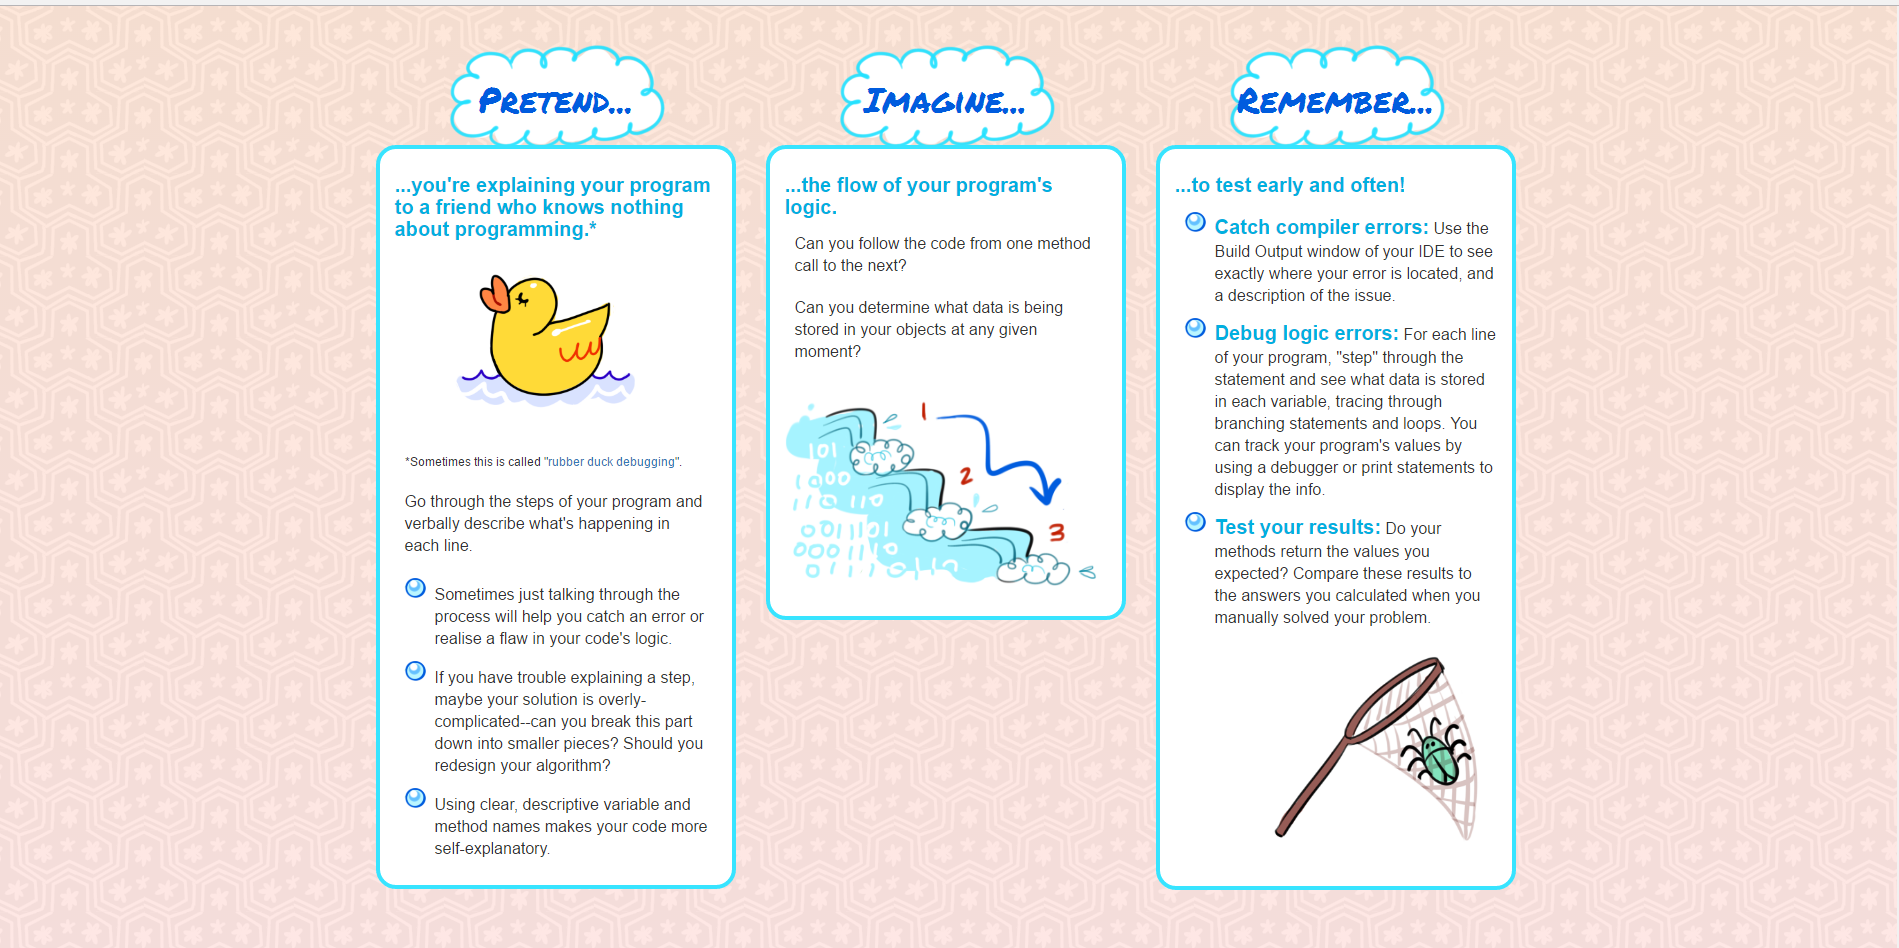 PRETEND...
...you're explaining your program
to a friend who knows nothing
about programming.*
*Sometimes this is called "rubber duck debugging".
Go through the steps of your program and
verbally describe what's happening in
each line.
Sometimes just talking through the
process will help you catch an error or
realise a flaw in your code's logic.
If you have trouble explaining a step,
maybe your solution is overly-
complicated--can you break this part
down into smaller pieces? Should you
redesign your algorithm?
Using clear, descriptive variable and
method names makes your code more
self-explanatory.
IMAGINE...
...the flow of your program's
logic.
Can you follow the code from one method
call to the next?
Can you determine what data is being
stored in your objects at any given
moment?
1
2
3
101
1000
110 110
001101
0001110
REMEMBER...
...to test early and often!
Catch compiler errors: Use the
Build Output window of your IDE to see
exactly where your error is located, and
a description of the issue.
Debug logic errors: For each line
of your program, "step" through the
statement and see what data is stored
in each variable, tracing through
branching statements and loops. You
can track your program's values by
using a debugger or print statements to
display the info.
Test your results: Do your
methods return the values you
expected? Compare these results to
the answers you calculated when you
manually solved your problem.